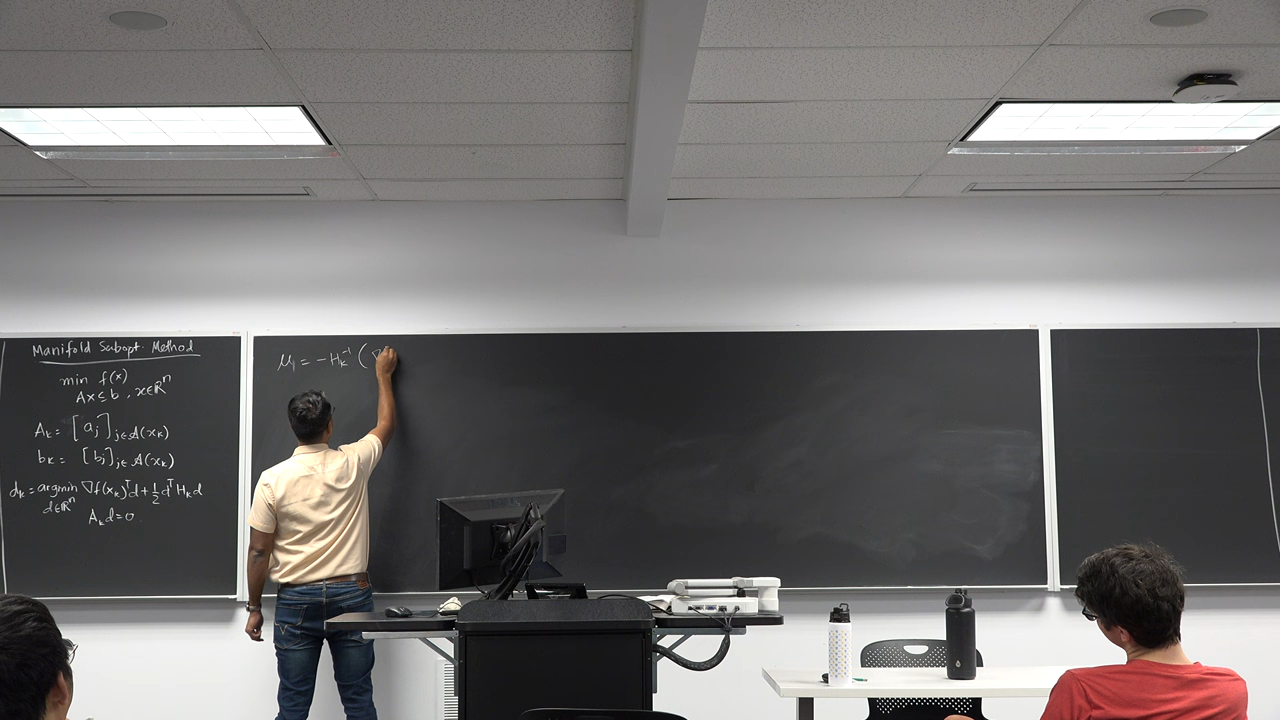 Manifold Subopt. Method
min f(x)
Ax ≤ b , x∈ℝⁿ
Aₖ = [aⱼ]ⱼ∈𝒜(xₖ)
bₖ = [bⱼ]ⱼ∈𝒜(xₖ)
dₖ = argmin ∇f(xₖ)ᵀd + ½ dᵀHₖd
d∈ℝⁿ
Aₖd=0
μ₁ = −Hₖ⁻¹ (∇